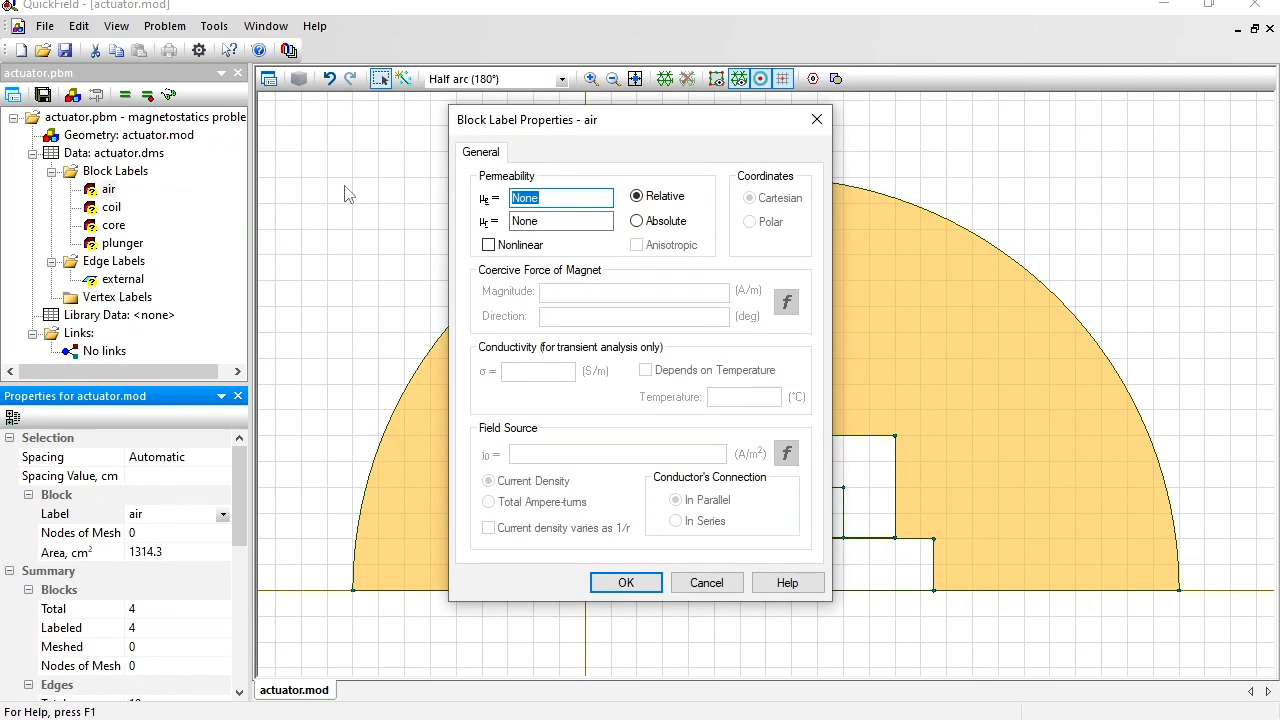 QuickField - [actuator.mod]
File Edit View Problem Tools Window Help
actuator.pbm
Half arc (180°)
actuator.pbm - magnetostatics proble
Geometry: actuator.mod
Data: actuator.dms
Block Labels
air
coil
core
plunger
Edge Labels
external
Vertex Labels
Library Data: <none>
Links:
No links
Properties for actuator.mod
Selection
Spacing Automatic
Spacing Value, cm
Block
Label air
Nodes of Mesh 0
Area, cm² 1314.3
Summary
Blocks
Total 4
Labeled 4
Meshed 0
Nodes of Mesh 0
Edges
Block Label Properties - air
General
Permeability
μz = None
μr = None
Relative
Absolute
Nonlinear
Anisotropic
Coordinates
Cartesian
Polar
Coercive Force of Magnet
Magnitude: (A/m)
Direction: (deg)
f
Conductivity (for transient analysis only)
σ = (S/m)
Depends on Temperature
Temperature: (°C)
Field Source
j0 = (A/m²)
f
Current Density
Total Ampere-turns
Current density varies as 1/r
Conductor's Connection
In Parallel
In Series
OK Cancel Help
actuator.mod
For Help, press F1